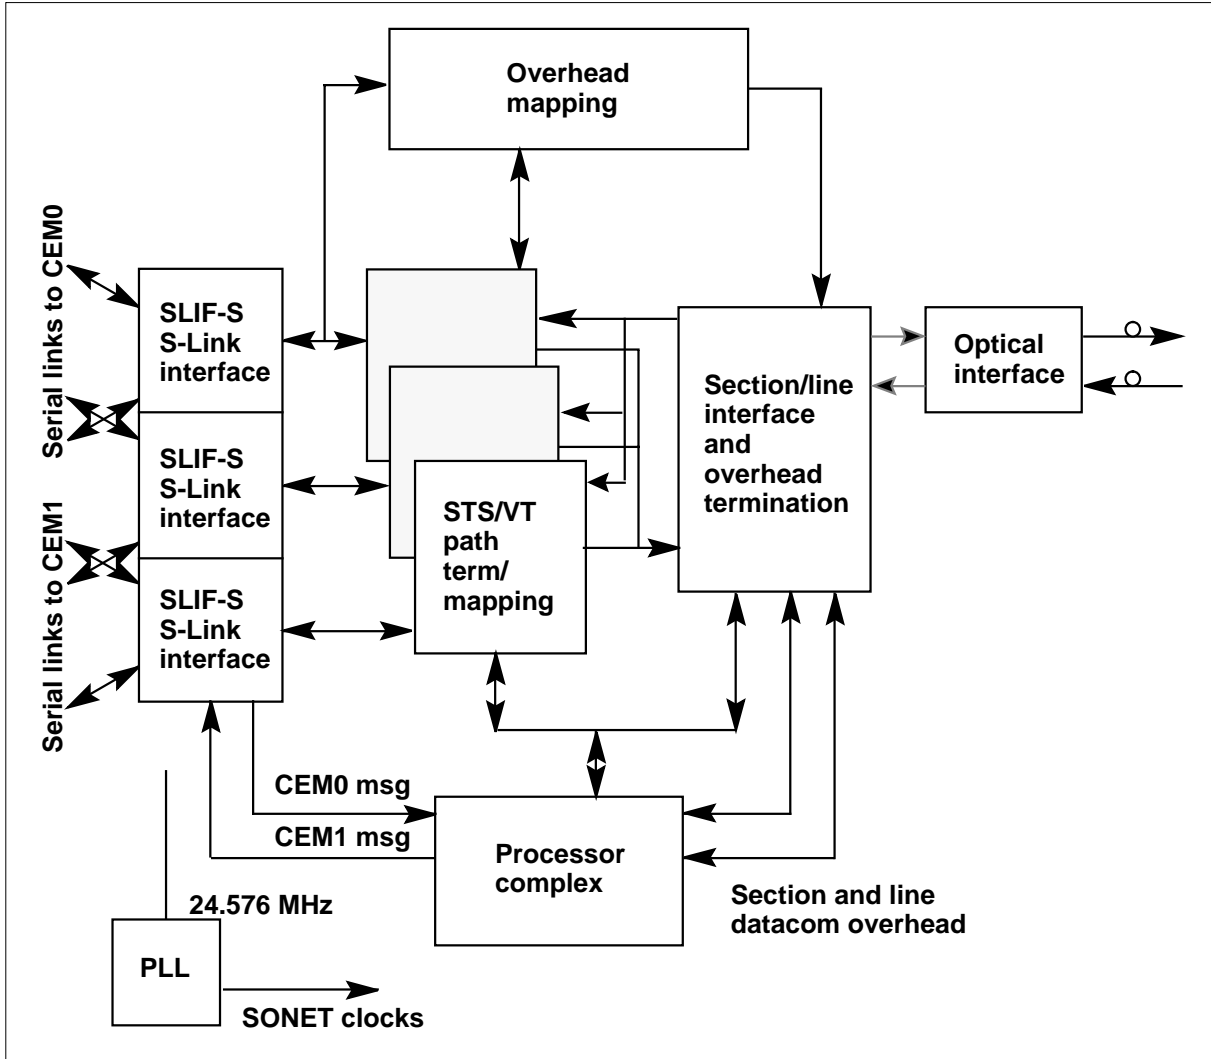 Overhead
mapping
Serial links to CEM0
SLIF-S
S-Link
interface
Optical
interface
Section/line
interface
and
overhead
termination
SLIF-S
S-Link
interface
STS/VT
path
term/
mapping
Serial links to CEM1
SLIF-S
S-Link
interface
CEM0 msg
CEM1 msg
Processor
complex
Section and line
datacom overhead
24.576 MHz
PLL
SONET clocks